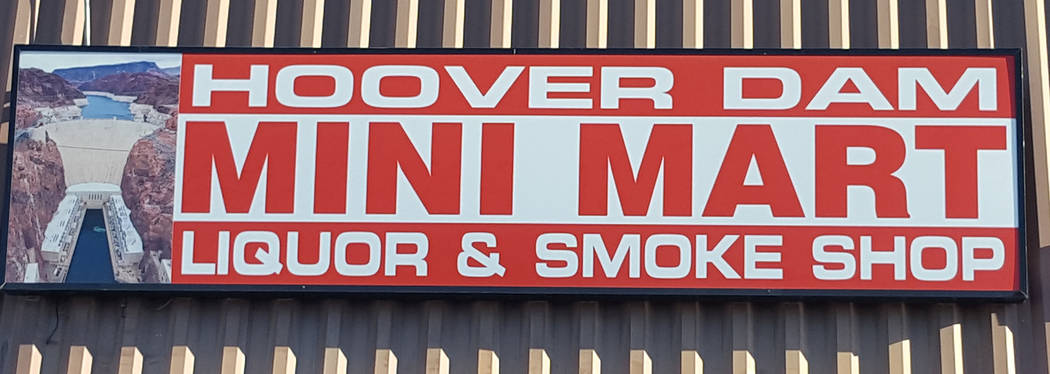 HOOVER DAM
MINI MART
LIQUOR & SMOKE SHOP